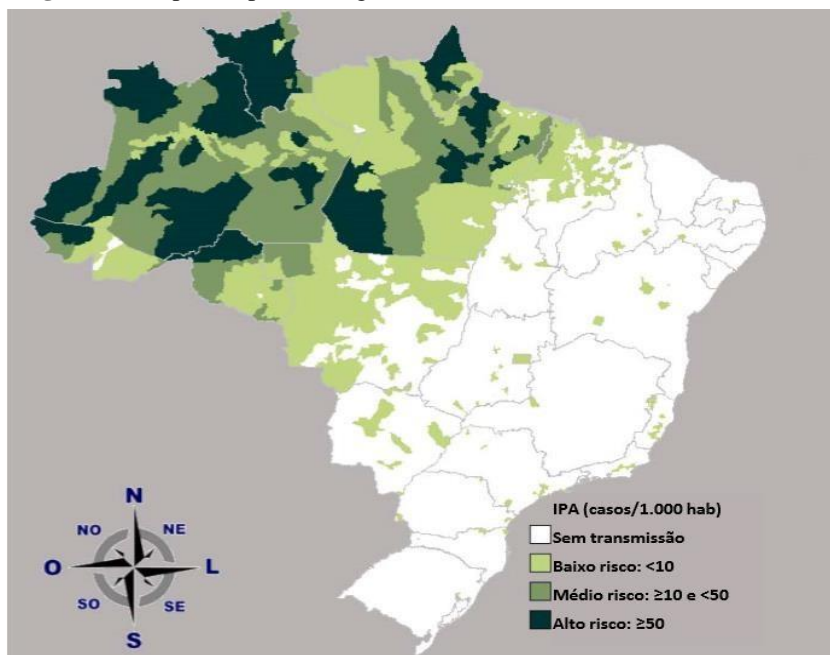 N
NO NE
O L
SO SE
S
IPA (casos/1.000 hab)
Sem transmissão
Baixo risco: <10
Médio risco: ≥10 e <50
Alto risco: ≥50